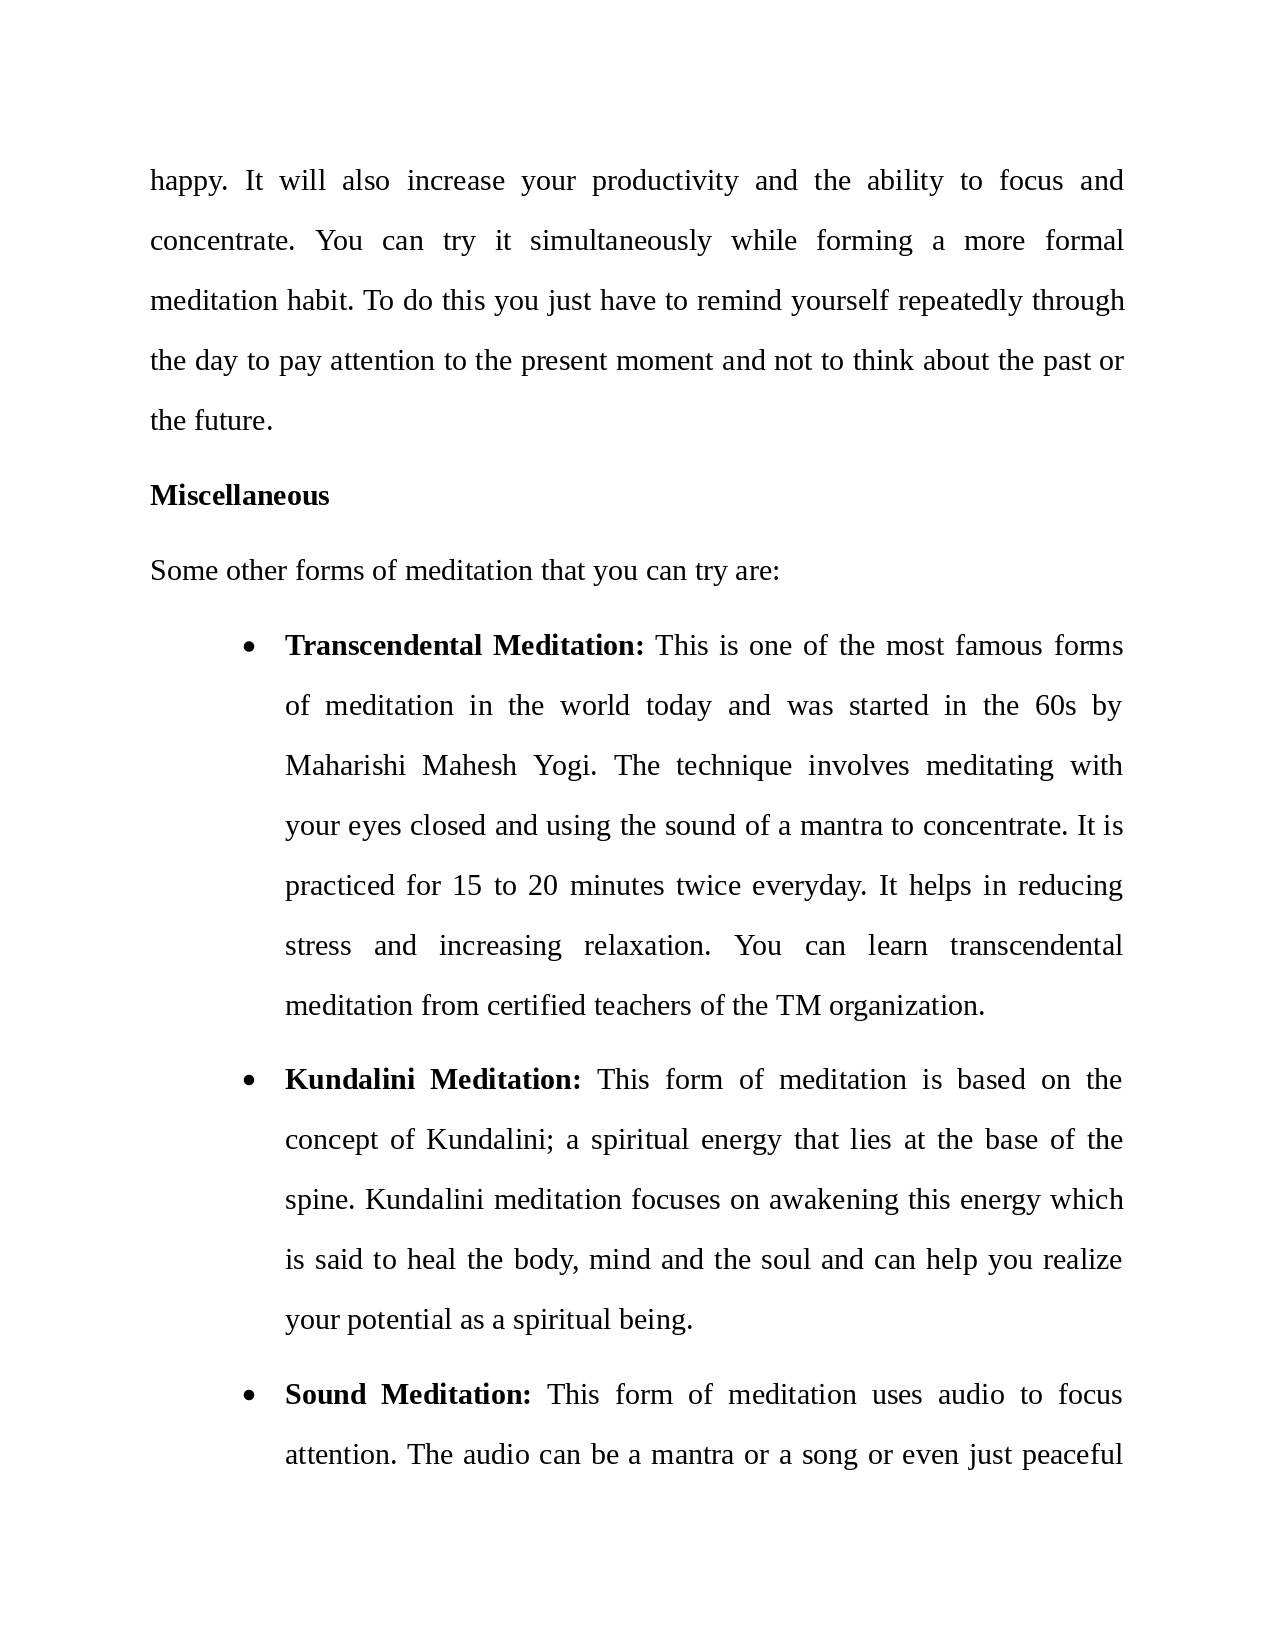 happy. It will also increase your productivity and the ability to focus and
concentrate. You can try it simultaneously while forming a more formal
meditation habit. To do this you just have to remind yourself repeatedly through
the day to pay attention to the present moment and not to think about the past or
the future.
Miscellaneous
Some other forms of meditation that you can try are:
• Transcendental Meditation: This is one of the most famous forms
of meditation in the world today and was started in the 60s by
Maharishi Mahesh Yogi. The technique involves meditating with
your eyes closed and using the sound of a mantra to concentrate. It is
practiced for 15 to 20 minutes twice everyday. It helps in reducing
stress and increasing relaxation. You can learn transcendental
meditation from certified teachers of the TM organization.
• Kundalini Meditation: This form of meditation is based on the
concept of Kundalini; a spiritual energy that lies at the base of the
spine. Kundalini meditation focuses on awakening this energy which
is said to heal the body, mind and the soul and can help you realize
your potential as a spiritual being.
• Sound Meditation: This form of meditation uses audio to focus
attention. The audio can be a mantra or a song or even just peaceful